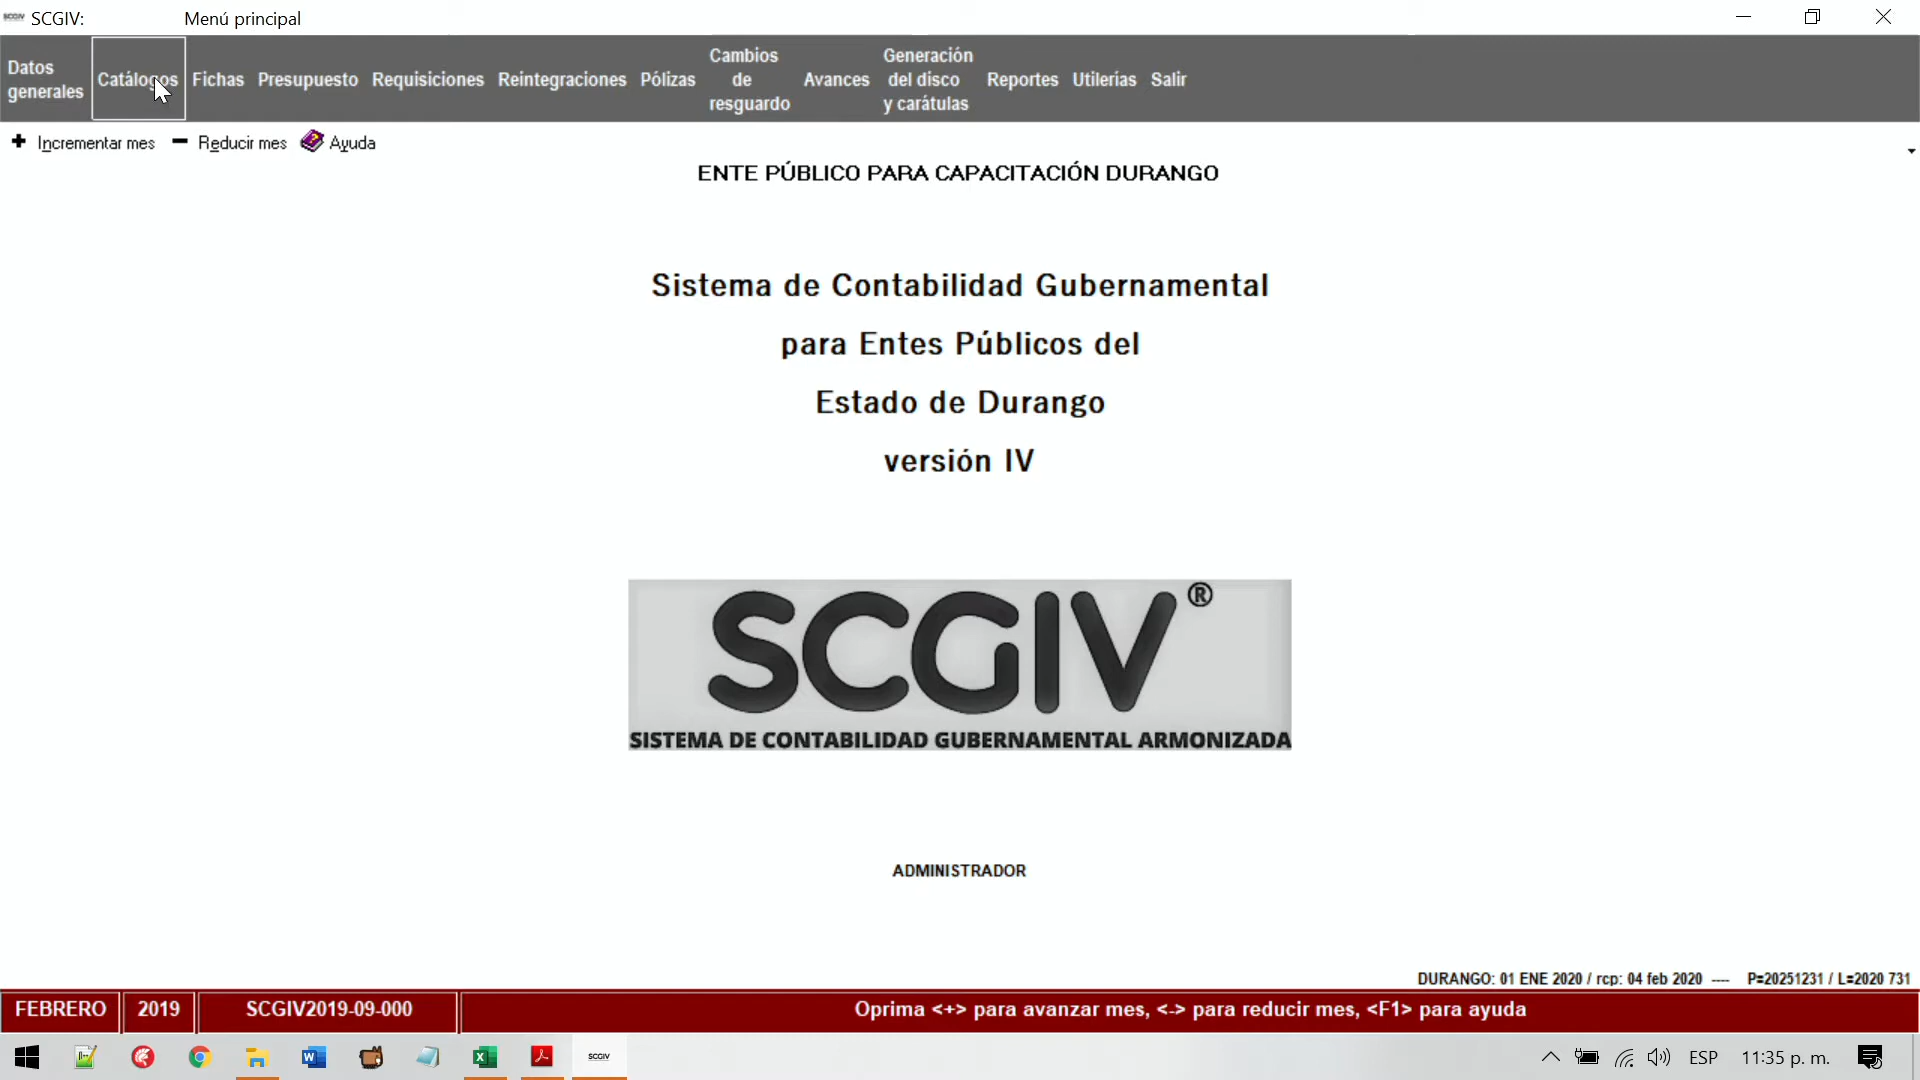 SCGIV SCGIV: Menú principal
Datos generales
Catálogos
Fichas
Presupuesto
Requisiciones
Reintegraciones
Pólizas
Cambios de resguardo
Avances
Generación del disco y carátulas
Reportes
Utilerias
Salir
Incrementar mes
Reducir mes
Ayuda
ENTE PÚBLICO PARA CAPACITACIÓN DURANGO
Sistema de Contabilidad Gubernamental
para Entes Públicos del
Estado de Durango
versión IV
SCGIV®
SISTEMA DE CONTABILIDAD GUBERNAMENTAL ARMONIZADA
ADMINISTRADOR
DURANGO: 01 ENE 2020 / rcp: 04 feb 2020 ---- P=20251231 / L=2020 731
FEBRERO 2019 SCGIV2019-09-000 Oprima <+> para avanzar mes, <-> para reducir mes, <F1> para ayuda
SCGIV ESP 11:35 p. m.